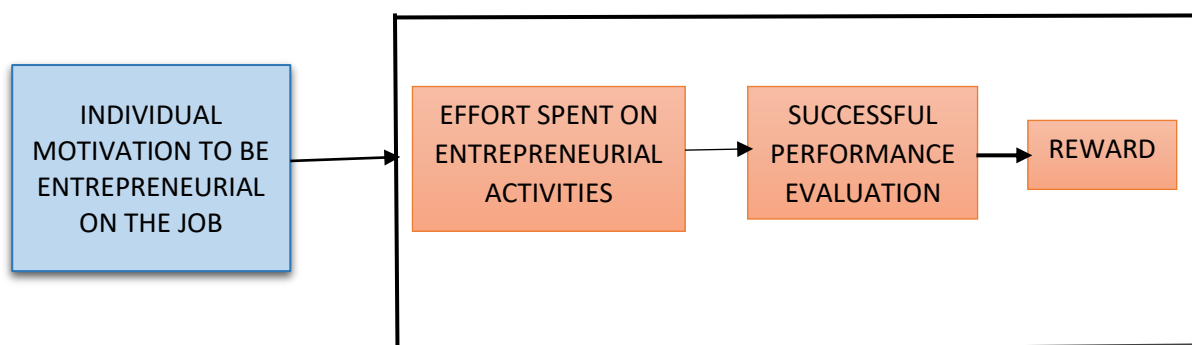 INDIVIDUAL
MOTIVATION TO BE
ENTREPRENEURIAL
ON THE JOB
EFFORT SPENT ON
ENTREPRENEURIAL
ACTIVITIES
SUCCESSFUL
PERFORMANCE
EVALUATION
REWARD